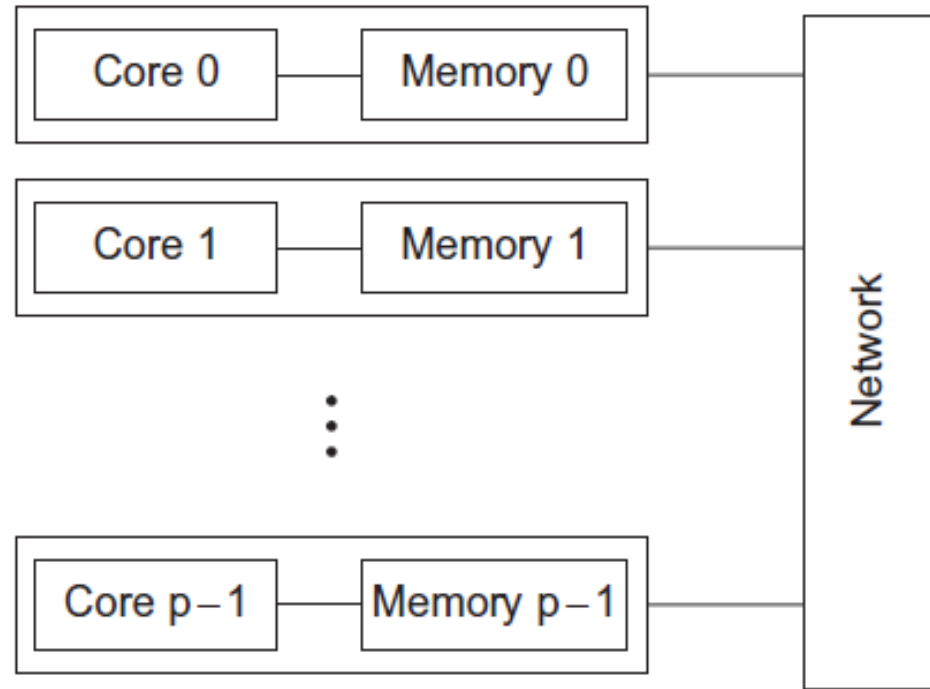 Core 0
Memory 0
Core 1
Memory 1
Network
Core p–1
Memory p–1